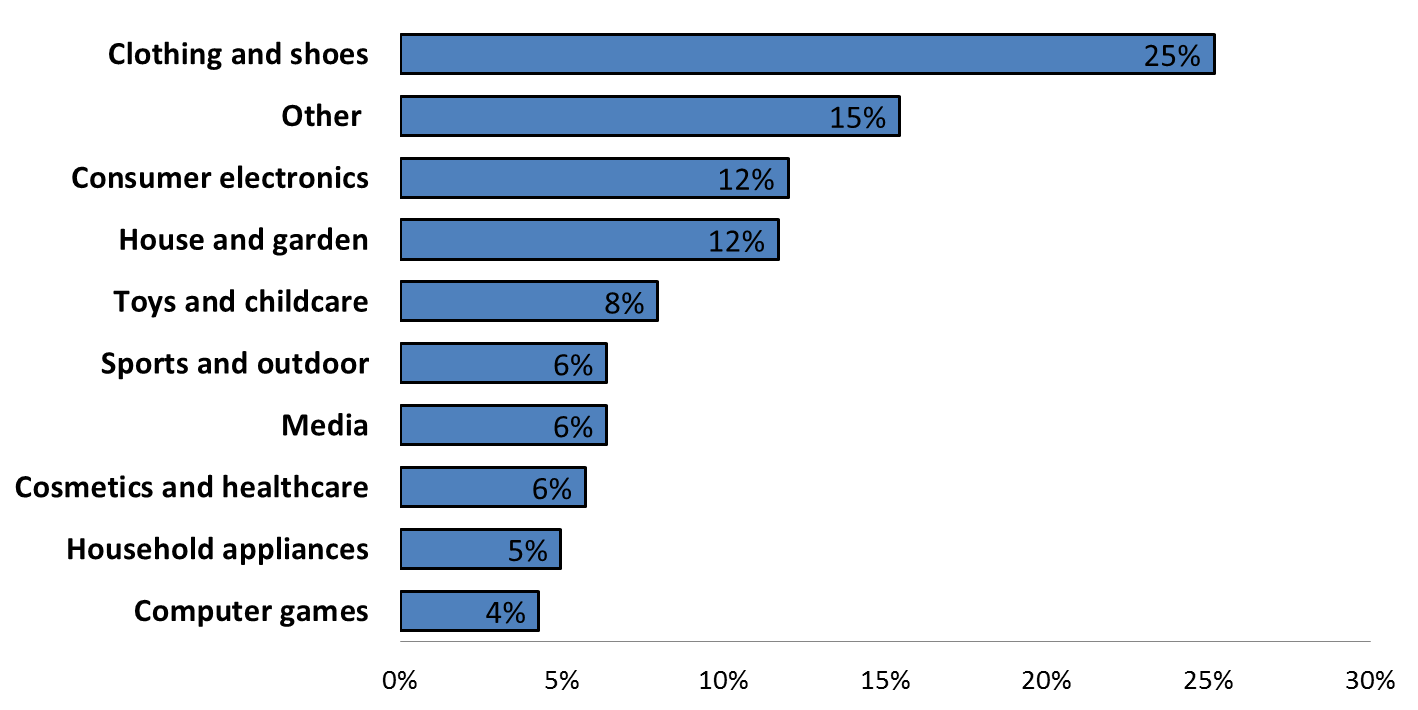 Clothing and shoes 25%
Other 15%
Consumer electronics 12%
House and garden 12%
Toys and childcare 8%
Sports and outdoor 6%
Media 6%
Cosmetics and healthcare 6%
Household appliances 5%
Computer games 4%
0% 5% 10% 15% 20% 25% 30%